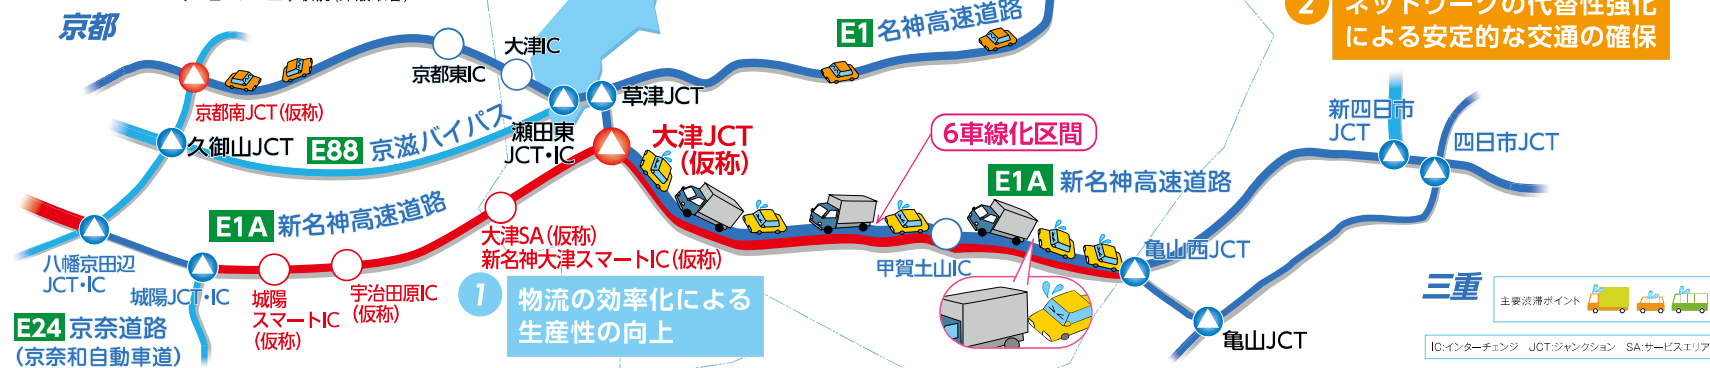 京都
E1 名神高速道路
2
ネットワークの代替性強化
による安定的な交通の確保
大津IC
京都東IC
草津JCT
京都南JCT(仮称)
久御山JCT
E88 京滋バイパス
瀬田東
JCT・IC
大津JCT
(仮称)
6車線化区間
新四日市
JCT
四日市JCT
E1A 新名神高速道路
E1A 新名神高速道路
大津SA(仮称)
新名神大津スマートIC(仮称)
甲賀土山IC
亀山西JCT
八幡京田辺
JCT・IC
城陽JCT・IC
城陽
スマートIC
(仮称)
宇治田原IC
(仮称)
1
物流の効率化による
生産性の向上
E24 京奈道路
(京奈和自動車道)
亀山JCT
三重
主要渋滞ポイント
IC:インターチェンジ JCT:ジャンクション SA:サービスエリア